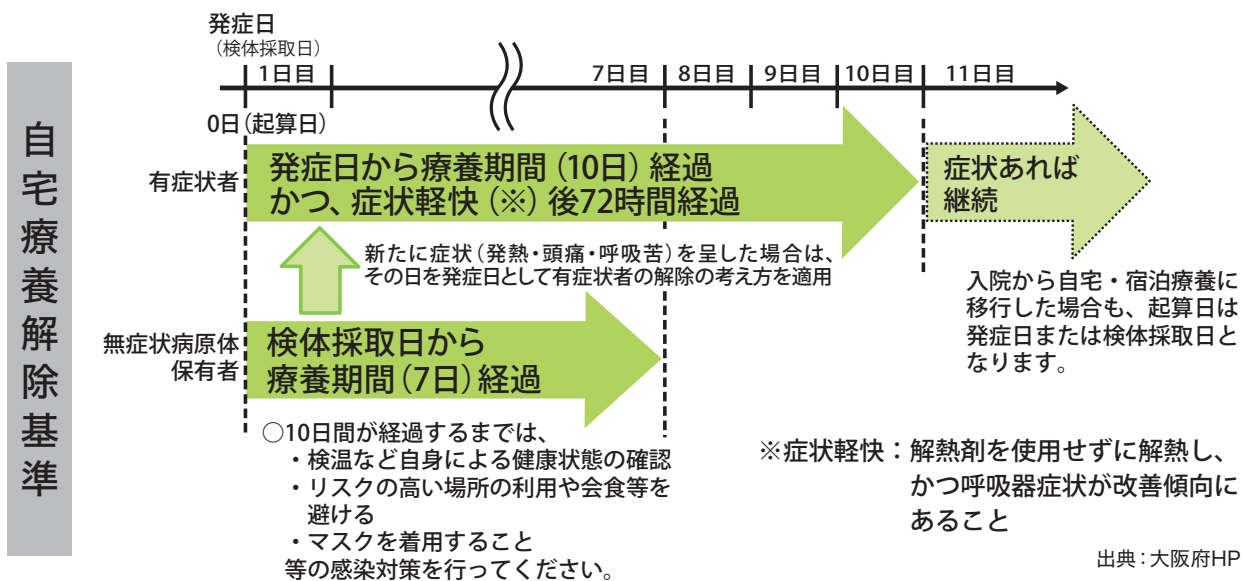 自宅療養解除基準
発症日
（検体採取日）
1日目
7日目
8日目
9日目
10日目
11日目
0日（起算日）
有症状者
発症日から療養期間（10日）経過
かつ、症状軽快（※）後72時間経過
症状あれば
継続
新たに症状（発熱・頭痛・呼吸苦）を呈した場合は、
その日を発症日として有症状者の解除の考え方を適用
入院から自宅・宿泊療養に
移行した場合も、起算日は
発症日または検体採取日と
なります。
無症状病原体
保有者
検体採取日から
療養期間（7日）経過
○10日間が経過するまでは、
・検温など自身による健康状態の確認
・リスクの高い場所の利用や会食等を
避ける
・マスクを着用すること
等の感染対策を行ってください。
※症状軽快：解熱剤を使用せずに解熱し、
かつ呼吸器症状が改善傾向に
あること
出典：大阪府HP